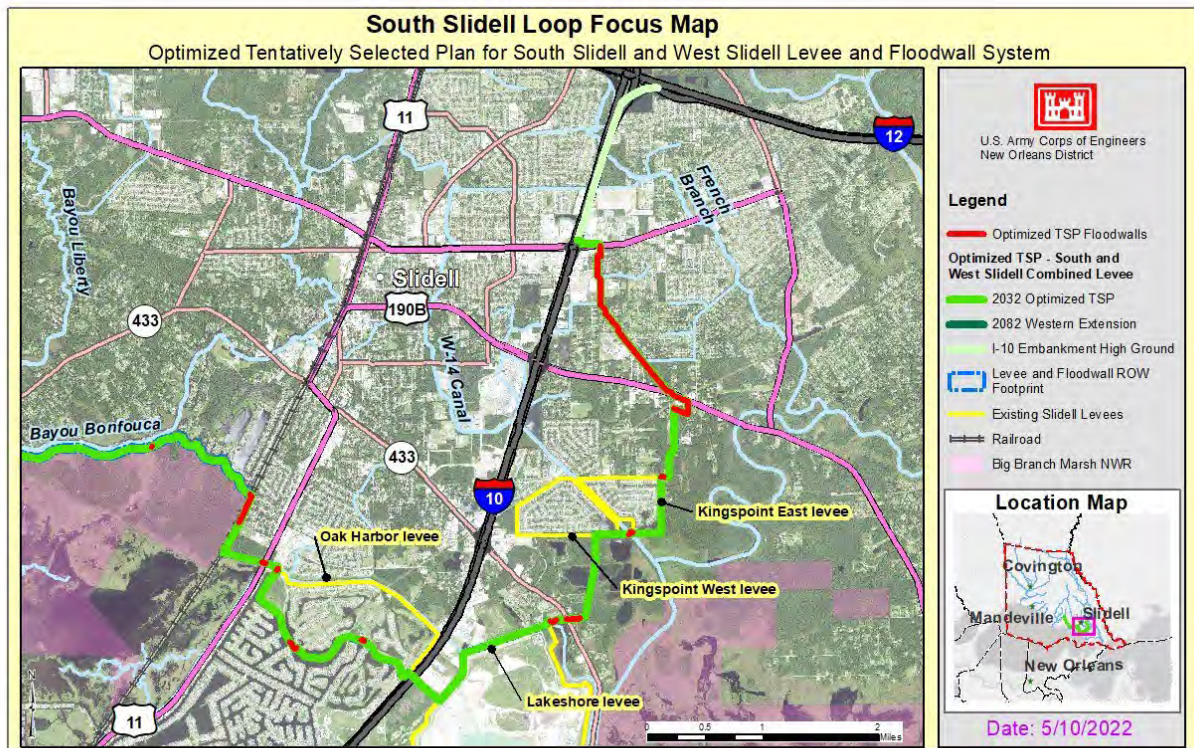 South Slidell Loop Focus Map
Optimized Tentatively Selected Plan for South Slidell and West Slidell Levee and Floodwall System
11
12
French
Branch
Bayou Liberty
Slidell
190B
433
W-14 Canal
Bayou Bonfouca
433
10
Kingspoint East levee
Oak Harbor levee
Kingspoint West levee
Lakeshore levee
11
N
0 0.5 1 2
Miles
U.S. Army Corps of Engineers
New Orleans District
Legend
Optimized TSP Floodwalls
Optimized TSP - South and
West Slidell Combined Levee
2032 Optimized TSP
2082 Western Extension
I-10 Embankment High Ground
Levee and Floodwall ROW
Footprint
Existing Slidell Levees
Railroad
Big Branch Marsh NWR
Location Map
Covington
Mandeville
Slidell
New Orleans
Date: 5/10/2022